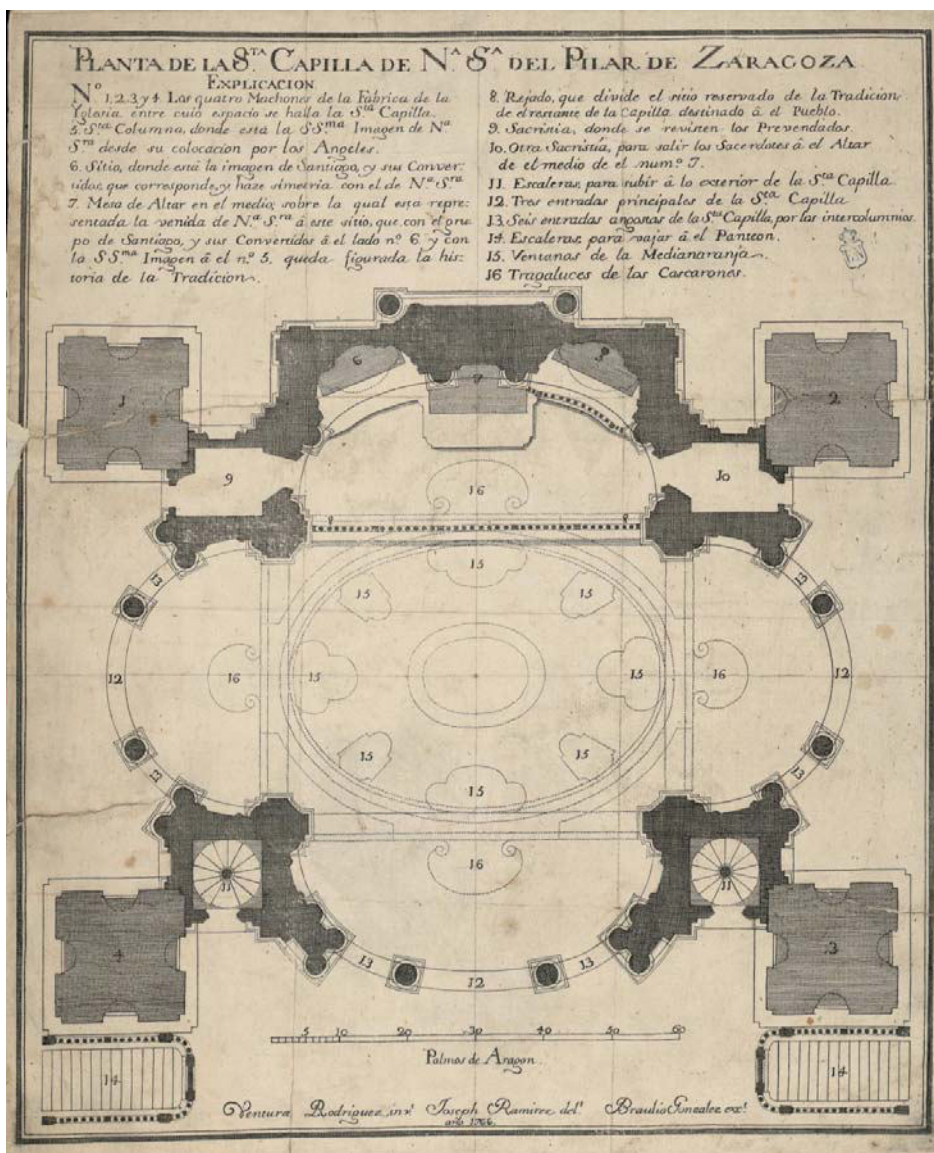 PLANTA DE LA S.TA CAPILLA DE N.A S.A DEL PILAR DE ZARAGOZA
EXPLICACION
Nº 1, 2, 3 y 4. Los quatro Machones de la Fabrica de la
Yglesia, entre cuio espacio se halla la S.ta Capilla.
5. S.ta Columna, donde està la SS.ma Imagen de N.a
S.ra desde su colocacion por los Angeles.
6. Sitio, donde està la imagen de Santiago, y sus Conver-
tidos, que corresponde, y haze simetria con el de N.a S.ra
7. Mesa de Altar en el medio, sobre la qual esta repre-
sentada la venida de N.a S.ra à este sitio, que con el gru-
po de Santiago, y sus Convertidos à el lado nº 6. y con
la SS.ma Imagen à el n.º 5. queda figurada la his-
toria de la Tradicion.
8. Rejado, que divide el sitio reservado de la Tradicion,
de el restante de la Capilla, destinado à el Pueblo.
9. Sacristia, donde se revisten los Prevendados.
10. Otra Sacristia, para salir los Sacerdotes à el Altar
de el medio de el num.º 7.
11. Escaleras para subir à lo exterior de la S.ta Capilla.
12. Tres entradas principales de la S.ta Capilla
13. Seis entradas angostas de la S.ta Capilla, por los intercolumnios.
14. Escaleras para vajar à el Panteon.
15. Ventanas de la Medianaranja.
16 Tragaluces de los Cascarones.
1
6
7
2
9
16
10
8
8
13
15
13
15
15
12
16
15
15
16
12
15
15
13
15
13
16
11
11
4
13
12
13
3
5
10
20
30
40
50
60
Palmos de Aragon
14
14
Ventura Rodriguez inv.t Joseph Ramirez del.t Braulio Gonzalez ex.t
año 1766.